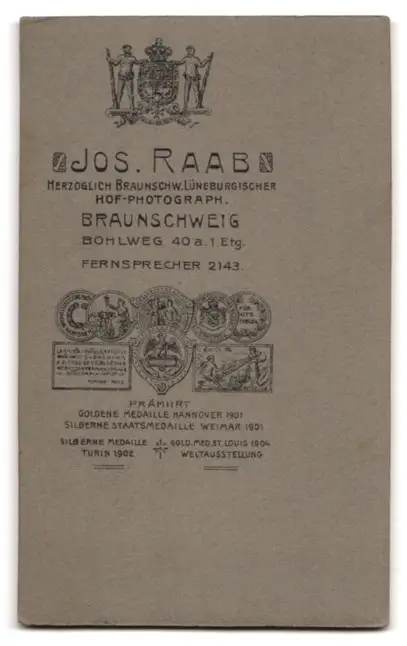 JOS. RAAB
HERZOGLICH BRAUNSCHW. LÜNEBURGISCHER
HOF-PHOTOGRAPH.
BRAUNSCHWEIG
BOHLWEG 40 a. 1. Etg.
FERNSPRECHER 2143.
PRÄMIIRT
GOLDENE MEDAILLE HANNOVER 1901
SILBERNE STAATSMEDAILLE WEIMAR 1901
SILBERNE MEDAILLE GOLD. MED. ST. LOUIS 1904
TURIN 1902 WELTAUSSTELLUNG